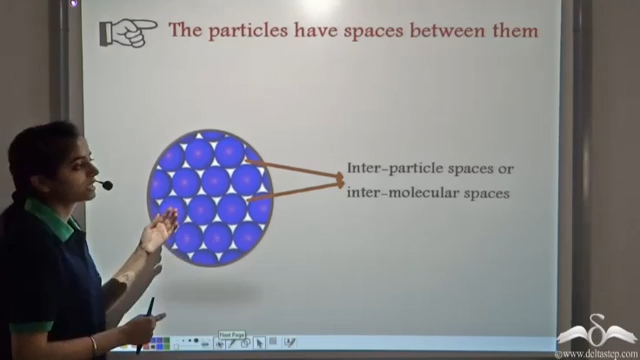 The particles have spaces between them
Inter-particle spaces or
inter-molecular spaces
Next Page
©www.deltastep.com